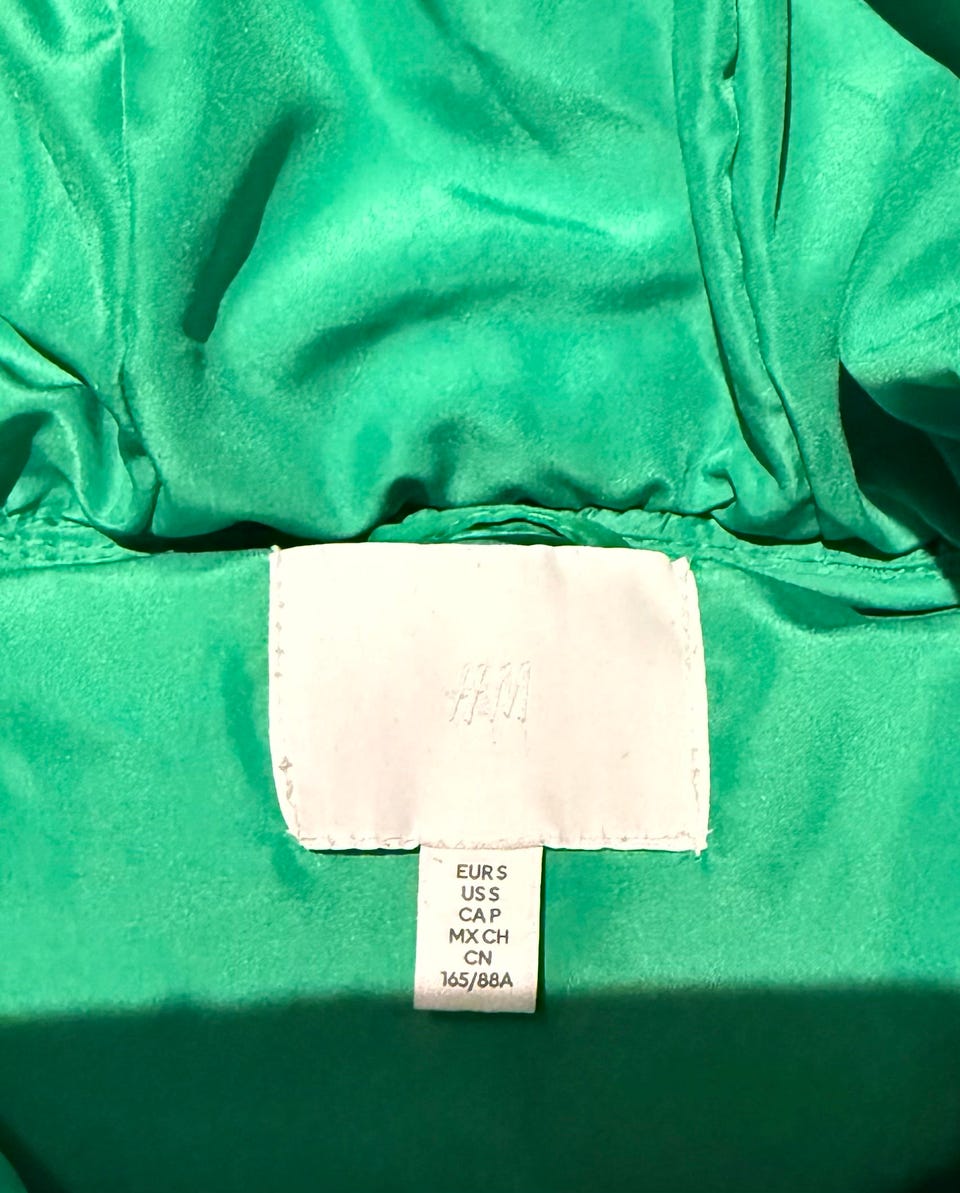 H&M
EUR S
US S
CA P
MX CH
CN
165/88A